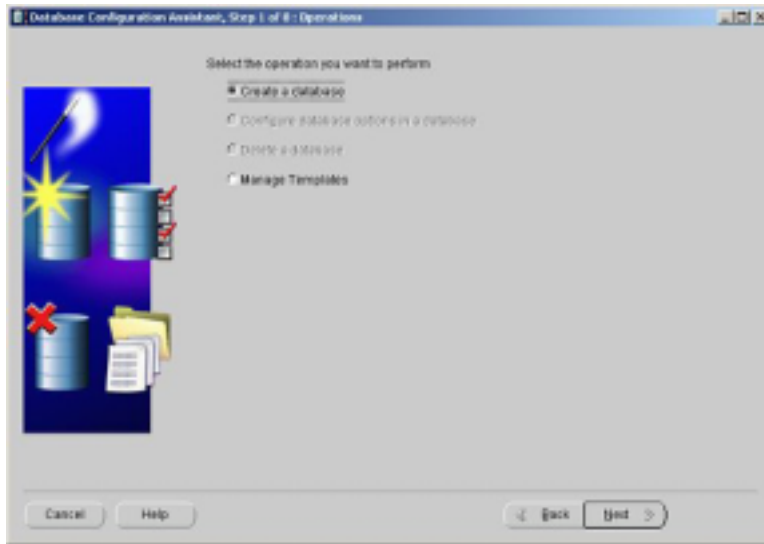 Database Configuration Assistant, Step 1 of 8 : Operations
Select the operation you want to perform
Create a database
Configure database options in a database
Delete a database
Manage Templates
Cancel
Help
Back
Next